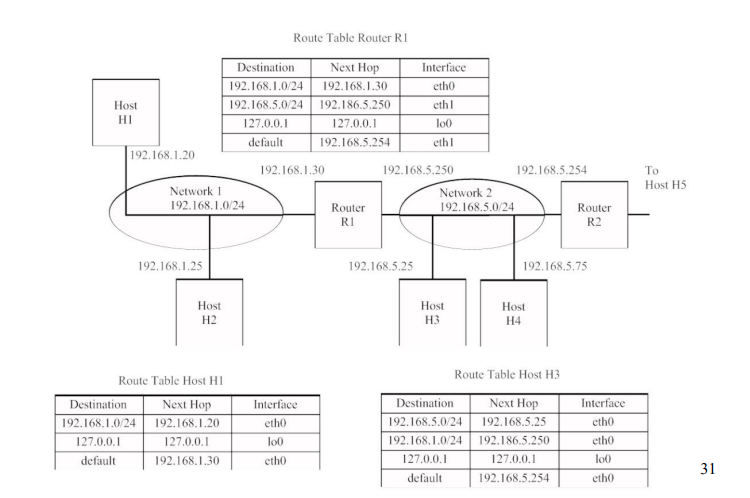 Route Table Router R1
Destination Next Hop Interface
192.168.1.0/24 192.168.1.30 eth0
192.168.5.0/24 192.186.5.250 eth1
127.0.0.1 127.0.0.1 lo0
default 192.168.5.254 eth1
Host
H1
192.168.1.20
192.168.1.30
192.168.5.250
192.168.5.254
To
Host H5
Network 1
192.168.1.0/24
Router
R1
Network 2
192.168.5.0/24
Router
R2
192.168.1.25
192.168.5.25
192.168.5.75
Host
H2
Host
H3
Host
H4
Route Table Host H1
Destination Next Hop Interface
192.168.1.0/24 192.168.1.20 eth0
127.0.0.1 127.0.0.1 lo0
default 192.168.1.30 eth0
Route Table Host H3
Destination Next Hop Interface
192.168.5.0/24 192.168.5.25 eth0
192.168.1.0/24 192.186.5.250 eth0
127.0.0.1 127.0.0.1 lo0
default 192.168.5.254 eth0
31